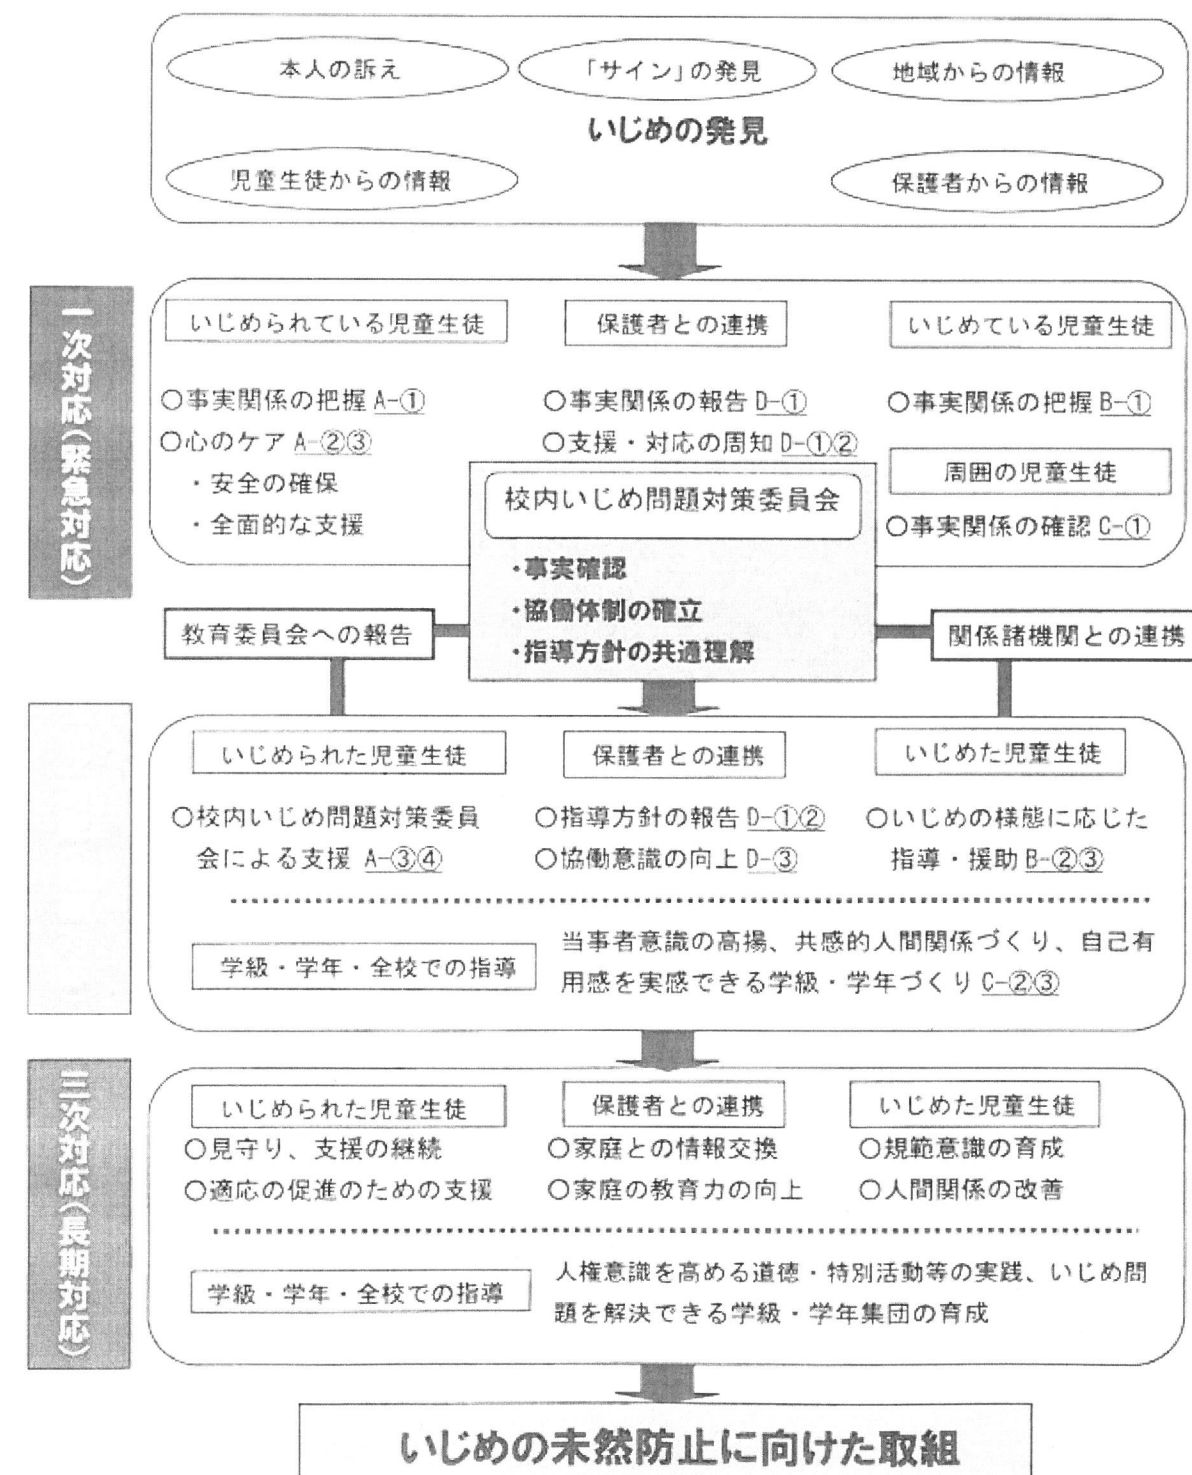 本人の訴え
「サイン」の発見
地域からの情報
いじめの発見
児童生徒からの情報
保護者からの情報
一次対応(緊急対応)
いじめられている児童生徒
保護者との連携
いじめている児童生徒
○事実関係の把握 A-①
○事実関係の報告 D-①
○事実関係の把握 B-①
○心のケア A-②③
○支援・対応の周知 D-①②
・安全の確保
・全面的な支援
周囲の児童生徒
○事実関係の確認 C-①
校内いじめ問題対策委員会
・事実確認
・協働体制の確立
・指導方針の共通理解
教育委員会への報告
関係諸機関との連携
いじめられた児童生徒
保護者との連携
いじめた児童生徒
○校内いじめ問題対策委員
会による支援 A-③④
○指導方針の報告 D-①②
○協働意識の向上 D-③
○いじめの様態に応じた
指導・援助 B-②③
学級・学年・全校での指導
当事者意識の高揚、共感的人間関係づくり、自己有
用感を実感できる学級・学年づくり C-②③
三次対応(長期対応)
いじめられた児童生徒
保護者との連携
いじめた児童生徒
○見守り、支援の継続
○家庭との情報交換
○規範意識の育成
○適応の促進のための支援
○家庭の教育力の向上
○人間関係の改善
学級・学年・全校での指導
人権意識を高める道徳・特別活動等の実践、いじめ問
題を解決できる学級・学年集団の育成
いじめの未然防止に向けた取組